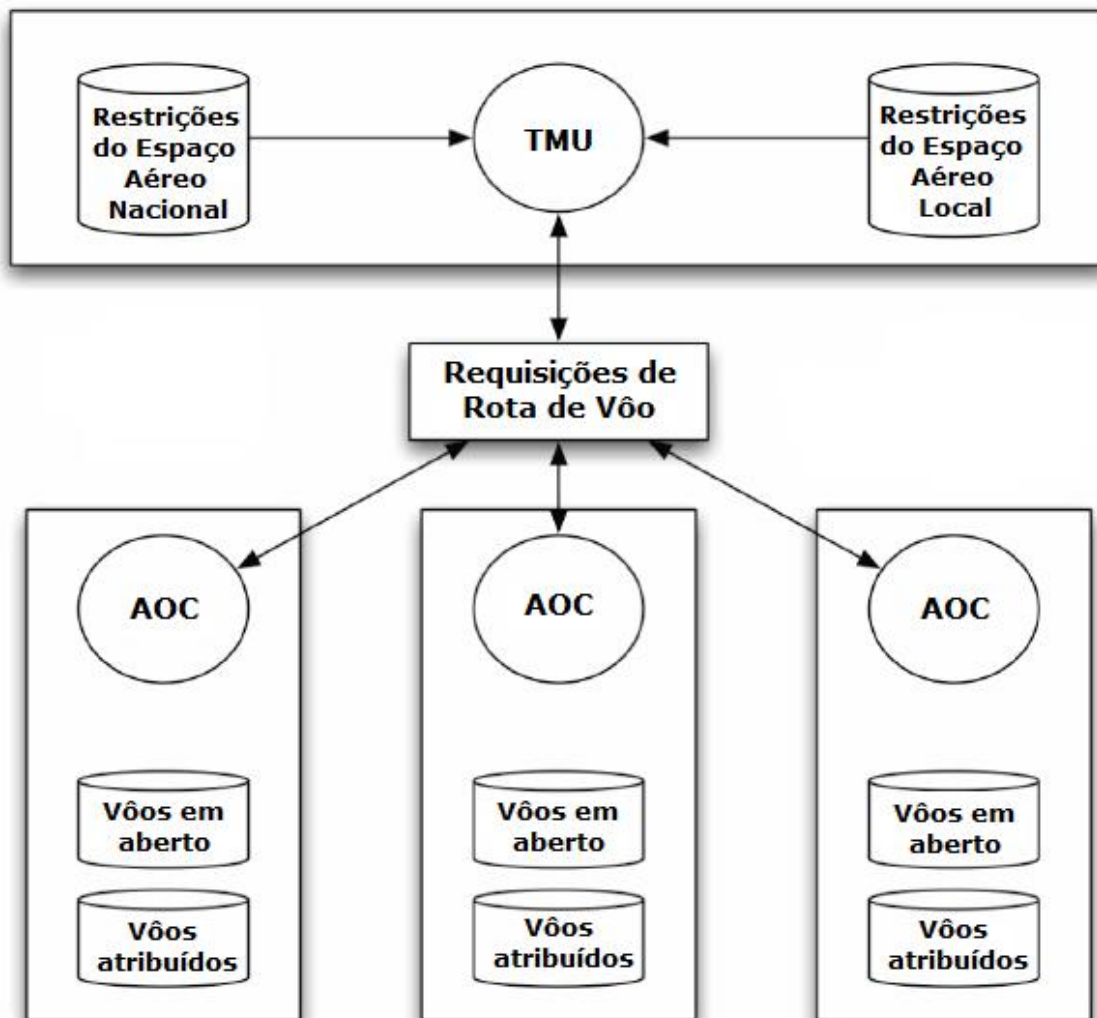 Restrições
do Espaço
Aéreo
Nacional
TMU
Restrições
do Espaço
Aéreo
Local
Requisições de
Rota de Vôo
AOC
AOC
AOC
Vôos em
aberto
Vôos em
aberto
Vôos em
aberto
Vôos
atribuídos
Vôos
atribuídos
Vôos
atribuídos